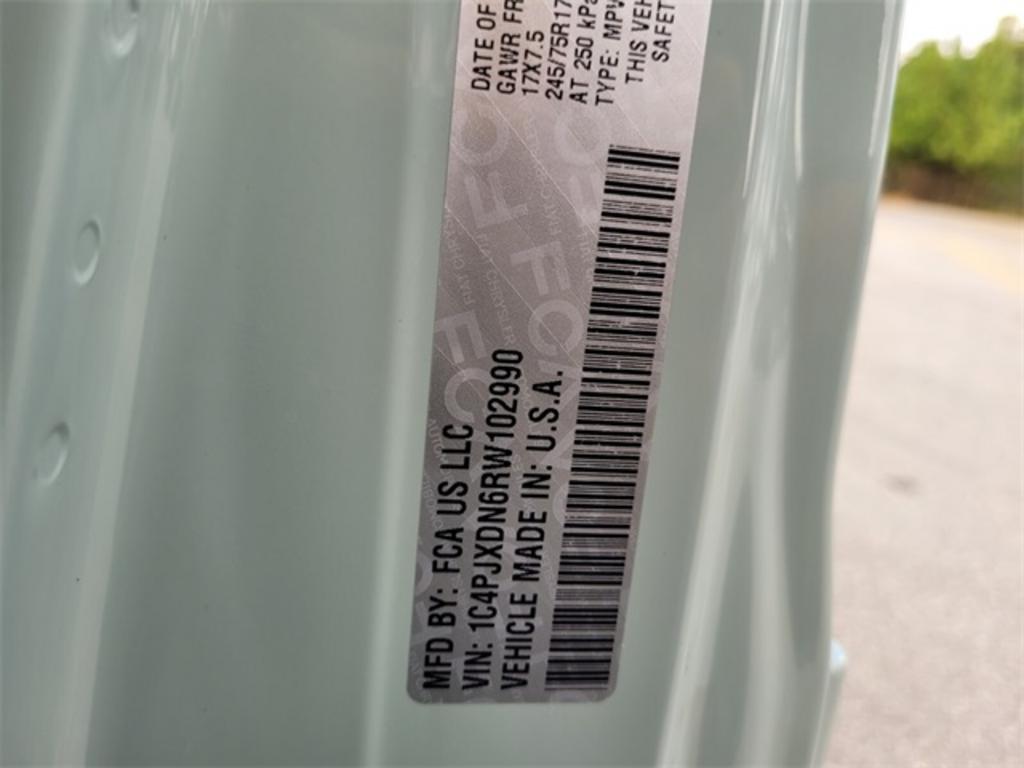 MFD BY: FCA US LLC
VIN: 1C4PJXDN6RW102990
VEHICLE MADE IN: U.S.A.
DATE OF
GAWR FR
17X7.5
245/75R17
AT 250 kPa
TYPE: MPV
THIS VEH
SAFET